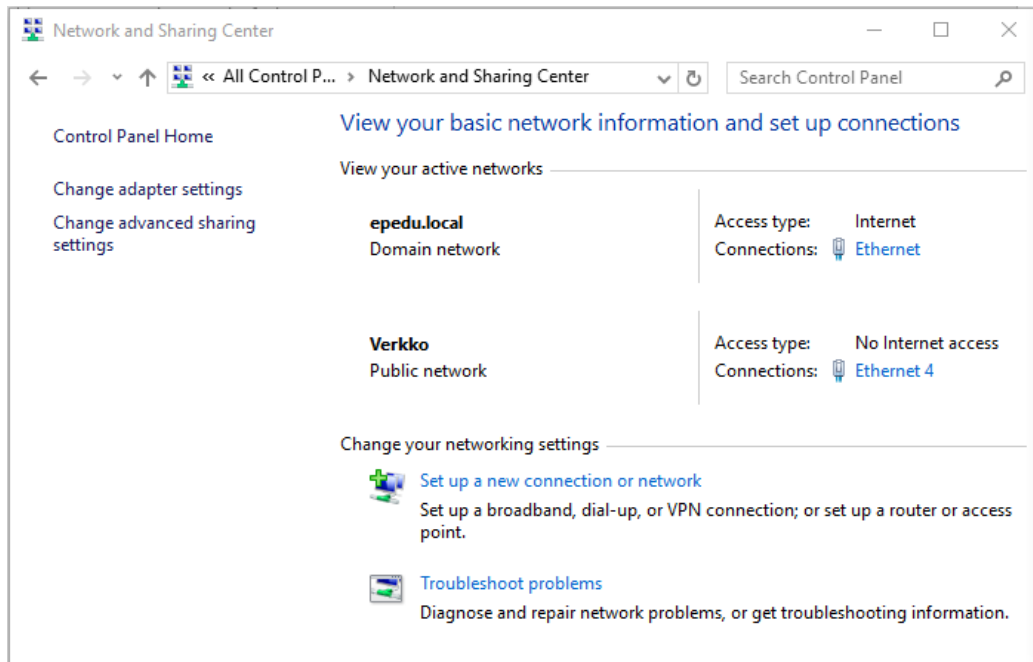 Network and Sharing Center
« All Control P... › Network and Sharing Center
Search Control Panel
Control Panel Home
Change adapter settings
Change advanced sharing
settings
View your basic network information and set up connections
View your active networks
epedu.local
Domain network
Access type: Internet
Connections: Ethernet
Verkko
Public network
Access type: No Internet access
Connections: Ethernet 4
Change your networking settings
Set up a new connection or network
Set up a broadband, dial-up, or VPN connection; or set up a router or access
point.
Troubleshoot problems
Diagnose and repair network problems, or get troubleshooting information.